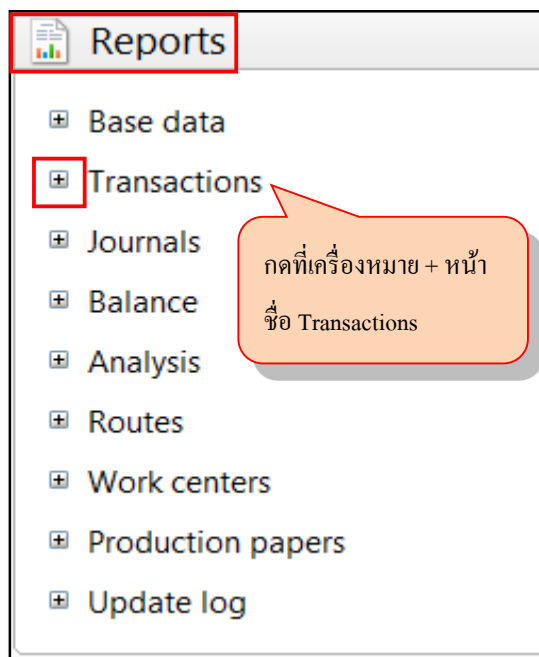 Reports
Base data
Transactions
Journals
กดที่เครื่องหมาย + หน้า
ชื่อ Transactions
Balance
Analysis
Routes
Work centers
Production papers
Update log